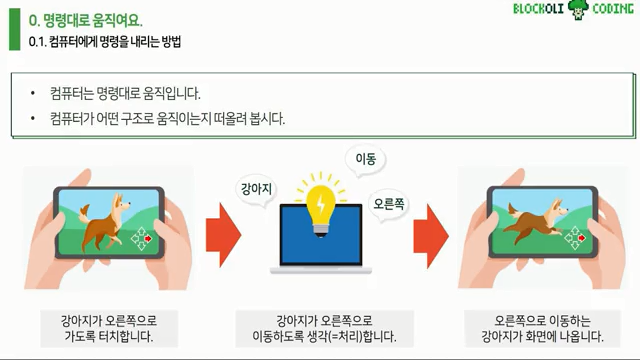 0. 명령대로 움직여요.
BLOCKOLI CODING
0.1. 컴퓨터에게 명령을 내리는 방법
• 컴퓨터는 명령대로 움직입니다.
• 컴퓨터가 어떤 구조로 움직이는지 떠올려 봅시다.
이동
강아지
오른쪽
강아지가 오른쪽으로
가도록 터치합니다.
강아지가 오른쪽으로
이동하도록 생각(=처리)합니다.
오른쪽으로 이동하는
강아지가 화면에 나옵니다.